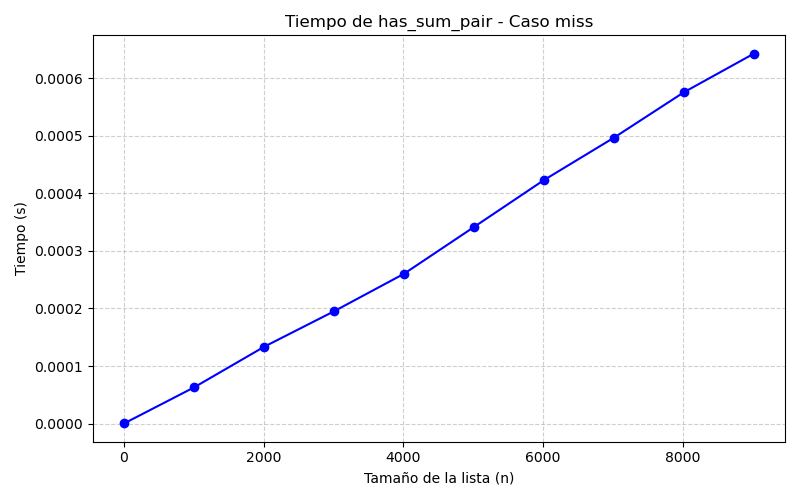 Tiempo de has_sum_pair - Caso miss
Tiempo (s)
0.0006
0.0005
0.0004
0.0003
0.0002
0.0001
0.0000
0 2000 4000 6000 8000
Tamaño de la lista (n)